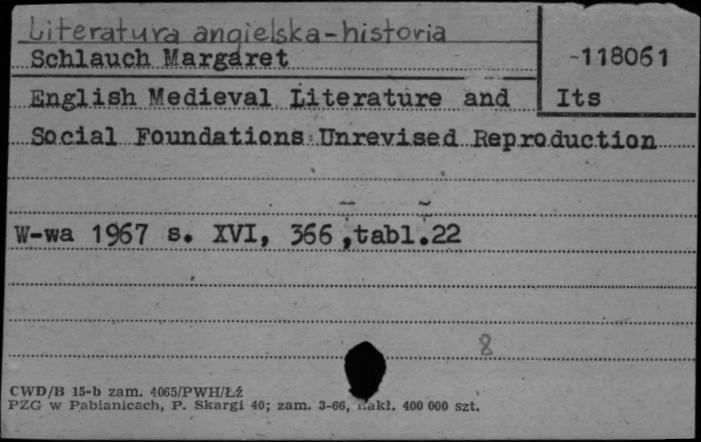 Literatura angielska-historia
Schlauch Margaret
-118061
English Medieval Literature and Its
Social Foundations Unrevised Reproduction
W-wa 1967 s. XVI, 366,tabl.22
8
CWD/B 15-b zam. 4065/PWH/Łź
PZG w Pabianicach, P. Skargi 40; zam. 3-66, nakł. 400 000 szt.